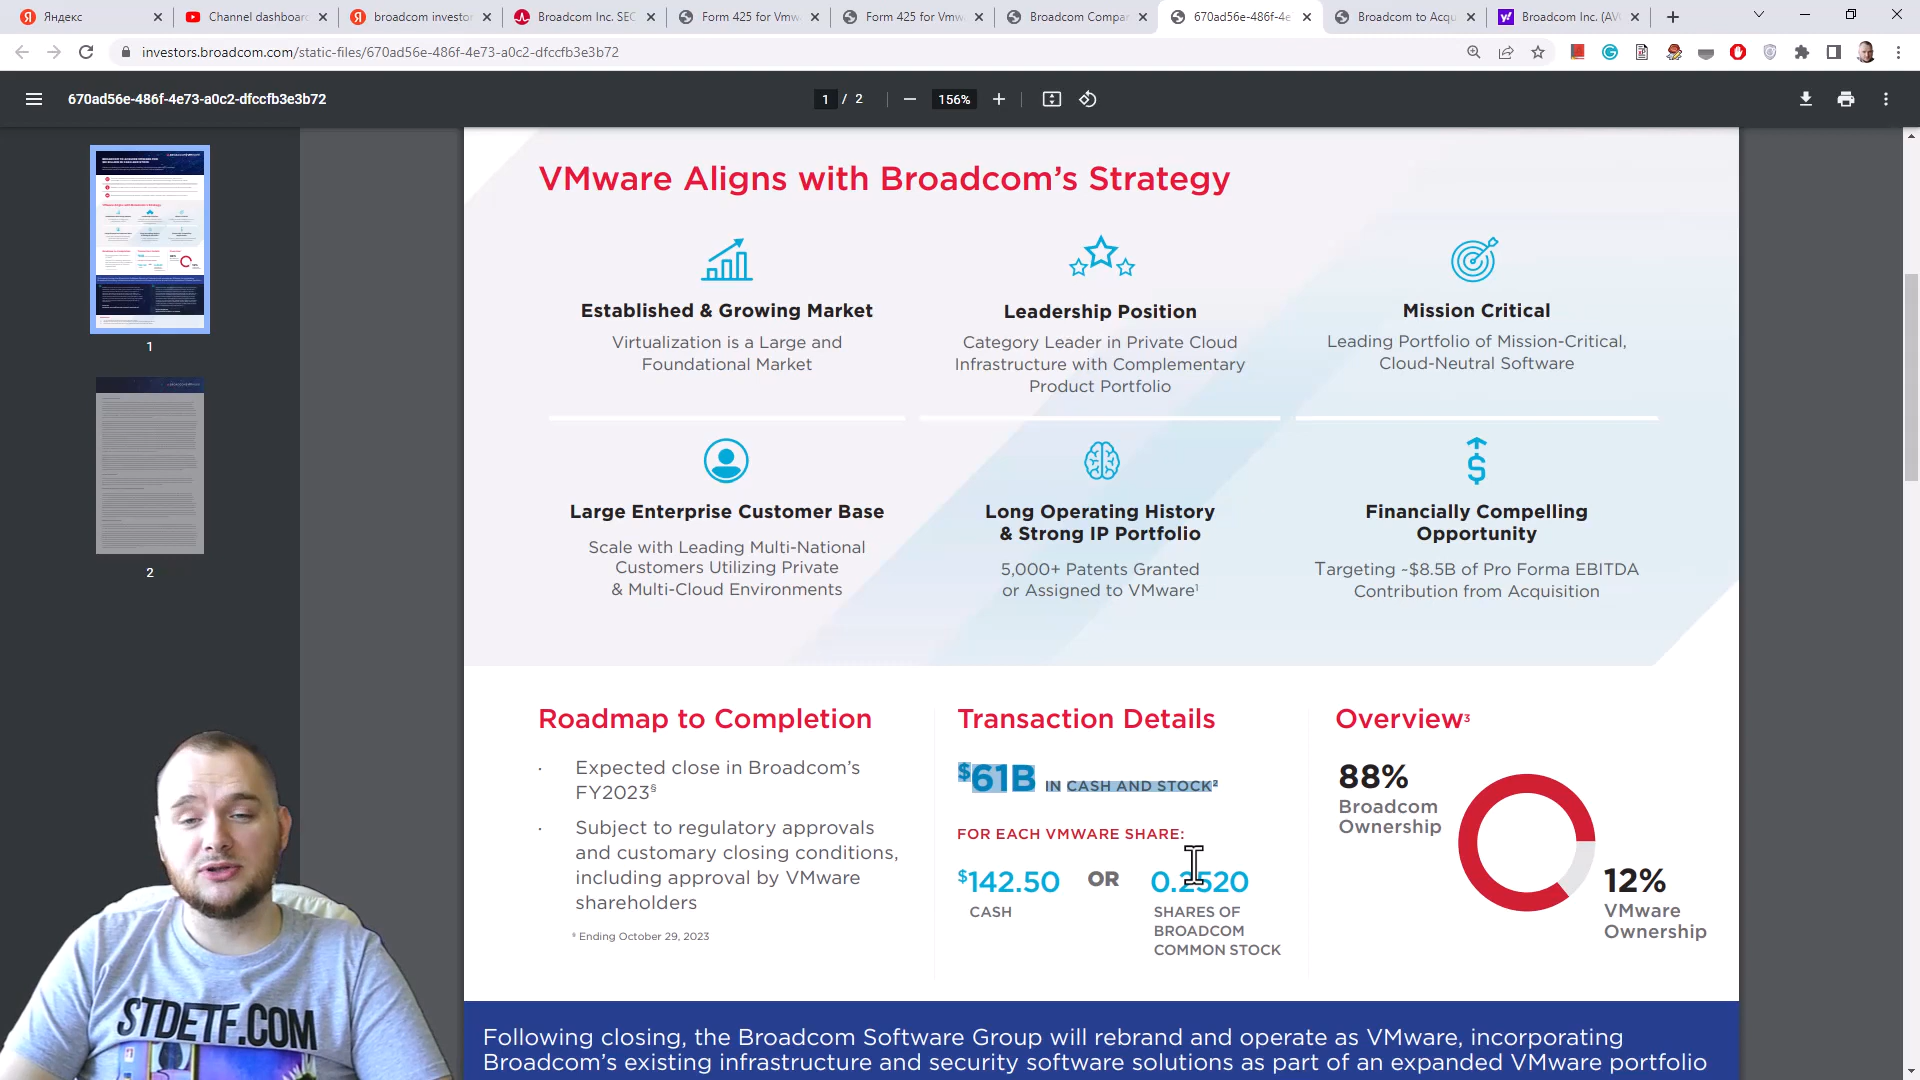 Яндекс
Channel dashboar
broadcom investor
Broadcom Inc. SEC
Form 425 for Vmwa
Form 425 for Vmwa
Broadcom Compan
670ad56e-486f-4e
Broadcom to Acqu
Broadcom Inc. (AV
investors.broadcom.com/static-files/670ad56e-486f-4e73-a0c2-dfccfb3e3b72
670ad56e-486f-4e73-a0c2-dfccfb3e3b72
1 / 2
156%
1
2
VMware Aligns with Broadcom's Strategy
Established & Growing Market
Virtualization is a Large and
Foundational Market
Leadership Position
Category Leader in Private Cloud
Infrastructure with Complementary
Product Portfolio
Mission Critical
Leading Portfolio of Mission-Critical,
Cloud-Neutral Software
Large Enterprise Customer Base
Scale with Leading Multi-National
Customers Utilizing Private
& Multi-Cloud Environments
Long Operating History
& Strong IP Portfolio
5,000+ Patents Granted
or Assigned to VMware¹
Financially Compelling
Opportunity
Targeting ~$8.5B of Pro Forma EBITDA
Contribution from Acquisition
Roadmap to Completion
· Expected close in Broadcom's
FY2023§
· Subject to regulatory approvals
and customary closing conditions,
including approval by VMware
shareholders
§ Ending October 29, 2023
Transaction Details
$61B IN CASH AND STOCK²
FOR EACH VMWARE SHARE:
$142.50 OR 0.2520
CASH
SHARES OF
BROADCOM
COMMON STOCK
Overview³
88%
Broadcom
Ownership
12%
VMware
Ownership
Following closing, the Broadcom Software Group will rebrand and operate as VMware, incorporating
Broadcom's existing infrastructure and security software solutions as part of an expanded VMware portfolio
STDETF.COM